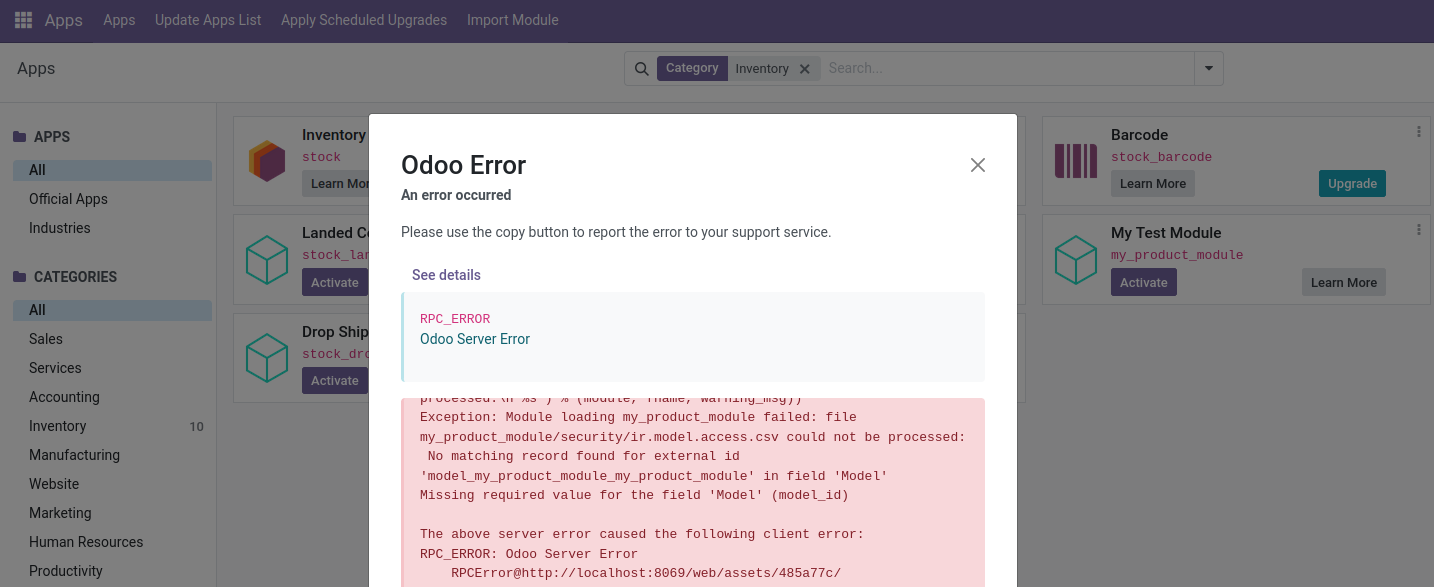 Apps Apps Update Apps List Apply Scheduled Upgrades Import Module
Apps
Category Inventory Search...
APPS
All
Official Apps
Industries
CATEGORIES
All
Sales
Services
Accounting
Inventory 10
Manufacturing
Website
Marketing
Human Resources
Productivity
Inventory
stock
Learn Mor
Landed Co
stock_lan
Activate
Drop Ship
stock_dro
Activate
Barcode
stock_barcode
Learn More Upgrade
My Test Module
my_product_module
Activate Learn More
Odoo Error
An error occurred
Please use the copy button to report the error to your support service.
See details
RPC_ERROR
Odoo Server Error
processed:\n %s") % (module, fname, warning_msg))
Exception: Module loading my_product_module failed: file
my_product_module/security/ir.model.access.csv could not be processed:
No matching record found for external id
'model_my_product_module_my_product_module' in field 'Model'
Missing required value for the field 'Model' (model_id)
The above server error caused the following client error:
RPC_ERROR: Odoo Server Error
RPCError@http://localhost:8069/web/assets/485a77c/